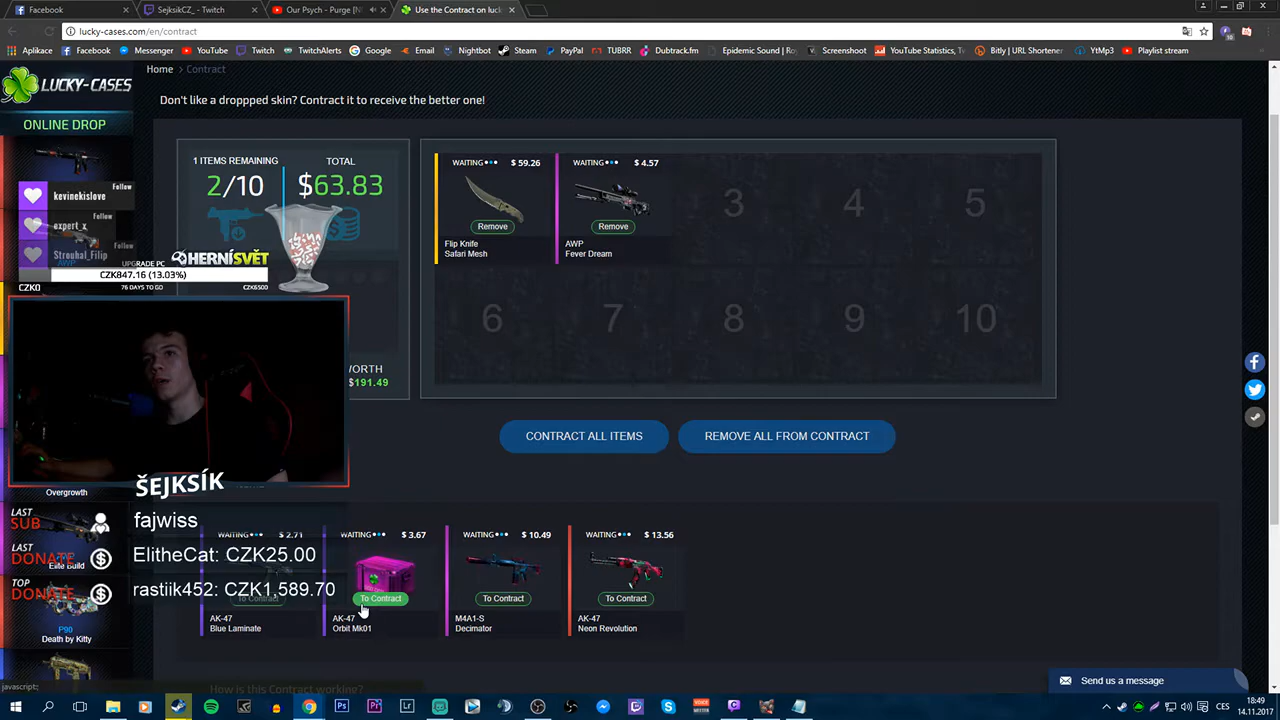 Facebook
SejksikCZ_ - Twitch
Our Psych - Purge [N
Use the Contract on lucky
lucky-cases.com/en/contract
Aplikace
Facebook
Messenger
YouTube
Twitch
TwitchAlerts
Google
Email
Nightbot
Steam
PayPal
TUBRR
Dubtrack.fm
Epidemic Sound | Roy
Screenshoot
YouTube Statistics, Tw
Bitly | URL Shortener
YtMp3
Playlist stream
LUCKY-CASES
Home > Contract
Don't like a droppped skin? Contract it to receive the better one!
ONLINE DROP
1 ITEMS REMAINING
2/10
TOTAL
$63.83
WAITING
$ 59.26
Remove
Flip Knife
Safari Mesh
WAITING
$ 4.57
Remove
AWP
Fever Dream
3
4
5
6
7
8
9
10
kevinekislove
Follow
expert_x
Follow
Strouhal_Filip
Follow
AWP
HERNÍSVĚT
UPGRADE PC
CZK847.16 (13.03%)
CZK0
76 DAYS TO GO
CZK6500
WORTH
$191.49
CONTRACT ALL ITEMS
REMOVE ALL FROM CONTRACT
ŠEJKSÍK
Overgrowth
LAST
SUB
fajwiss
LAST
DONATE
ElitheCat: CZK25.00
Elite Build
TOP
DONATE
rastiik452: CZK1,589.70
P90
Death by Kitty
WAITING
$ 2.71
To Contract
AK-47
Blue Laminate
WAITING
$ 3.67
To Contract
AK-47
Orbit Mk01
WAITING
$ 10.49
To Contract
M4A1-S
Decimator
WAITING
$ 13.56
To Contract
AK-47
Neon Revolution
How is this Contract working?
Send us a message
javascript:;
CES
18:49
14.11.2017